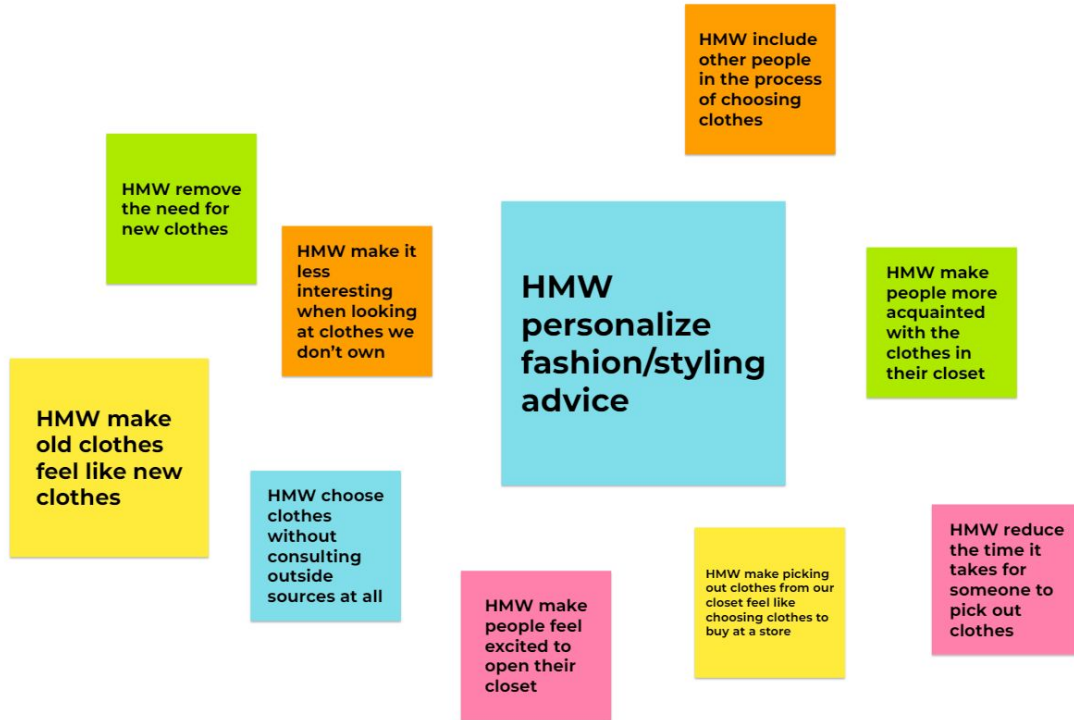 HMW include
other people
in the process
of choosing
clothes
HMW remove
the need for
new clothes
HMW make it
less
interesting
when looking
at clothes we
don’t own
HMW
personalize
fashion/styling
advice
HMW make
people more
acquainted
with the
clothes in
their closet
HMW make
old clothes
feel like new
clothes
HMW choose
clothes
without
consulting
outside
sources at all
HMW make
people feel
excited to
open their
closet
HMW make picking
out clothes from our
closet feel like
choosing clothes to
buy at a store
HMW reduce
the time it
takes for
someone to
pick out
clothes